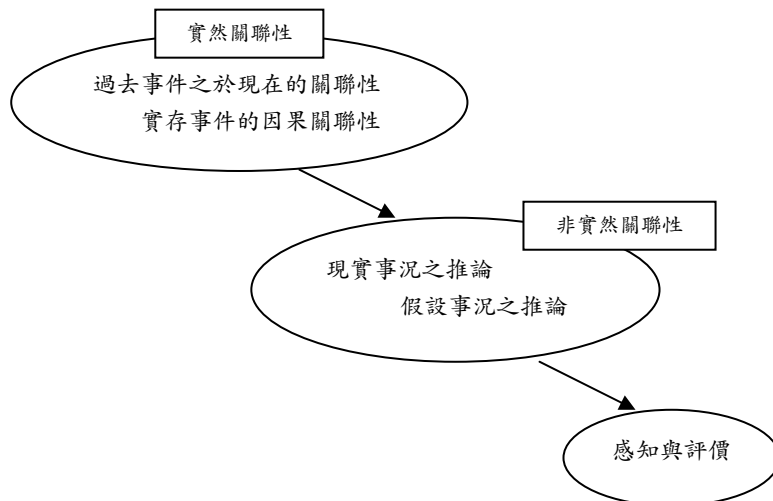 實然關聯性
過去事件之於現在的關聯性
實存事件的因果關聯性
非實然關聯性
現實事況之推論
假設事況之推論
感知與評價